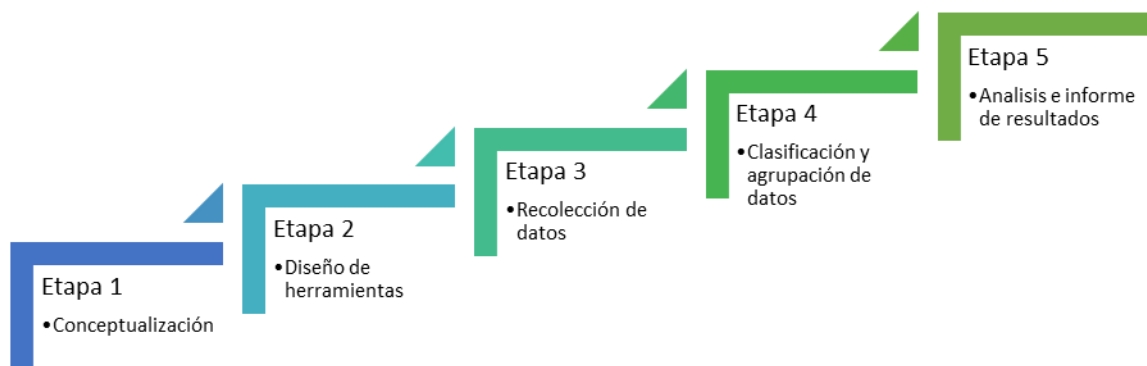 Etapa 1
•Conceptualización
Etapa 2
•Diseño de
herramientas
Etapa 3
•Recolección de
datos
Etapa 4
•Clasificación y
agrupación de
datos
Etapa 5
•Analisis e informe
de resultados